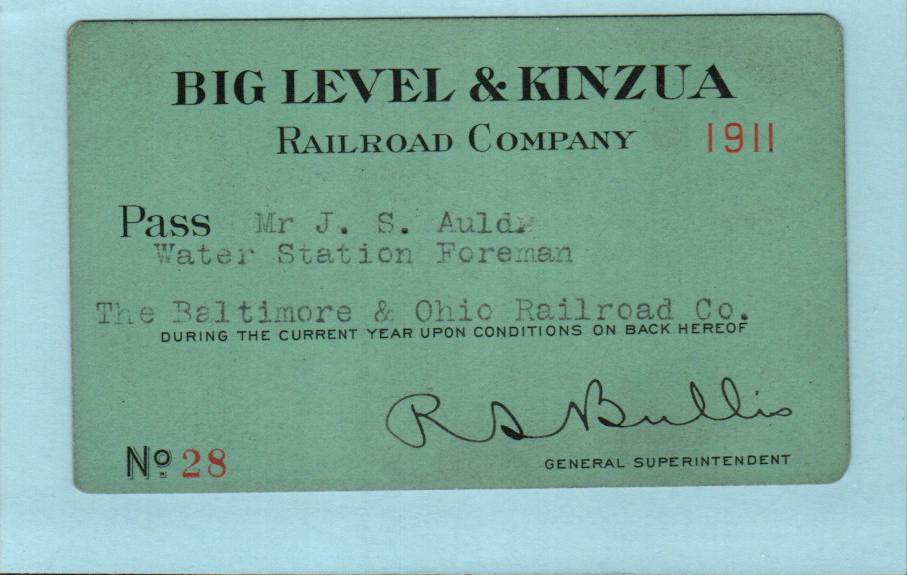 BIG LEVEL & KINZUA
RAILROAD COMPANY 1911
Pass Mr J. S. Auld
Water Station Foreman
The Baltimore & Ohio Railroad Co.
DURING THE CURRENT YEAR UPON CONDITIONS ON BACK HEREOF
R S Bullis
No. 28 GENERAL SUPERINTENDENT